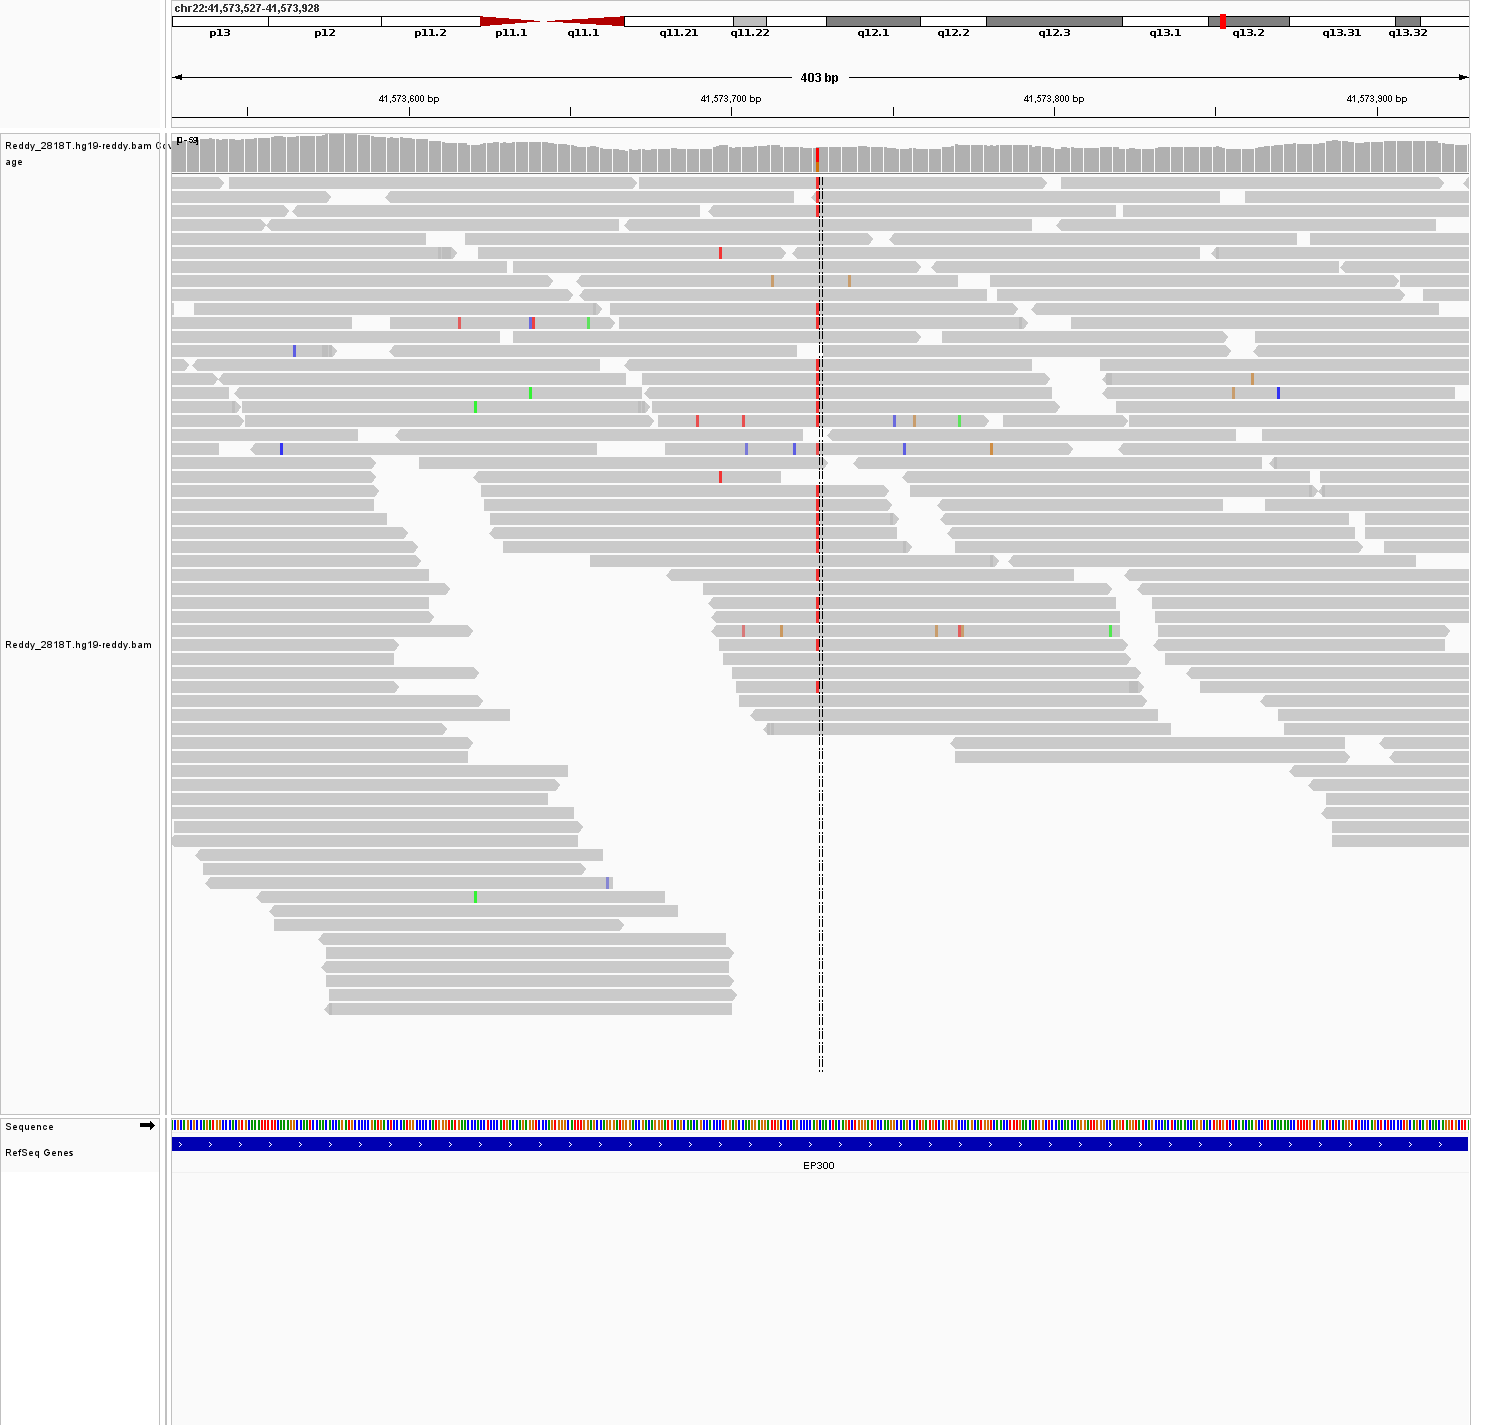 chr22:41,573,527-41,573,928
p13 p12 p11.2 p11.1 q11.1 q11.21 q11.22 q12.1 q12.2 q12.3 q13.1 q13.2 q13.31 q13.32
403 bp
41,573,600 bp 41,573,700 bp 41,573,800 bp 41,573,900 bp
Reddy_2818T.hg19-reddy.bam Cov
age
Reddy_2818T.hg19-reddy.bam
Sequence
RefSeq Genes
EP300